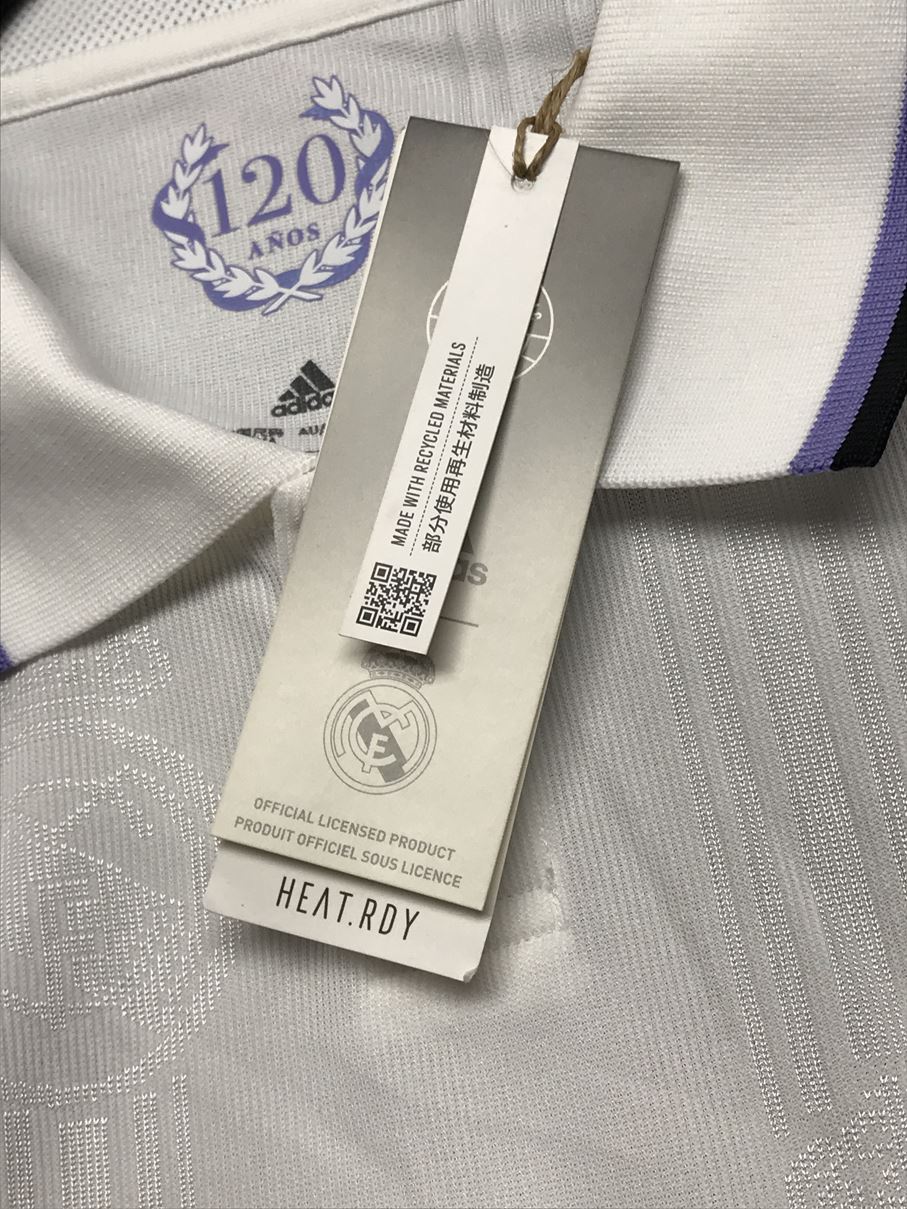 120
AÑOS
adidas
MADE WITH RECYCLED MATERIALS
部分使用再生材料制造
OFFICIAL LICENSED PRODUCT
PRODUIT OFFICIEL SOUS LICENCE
HEAT.RDY